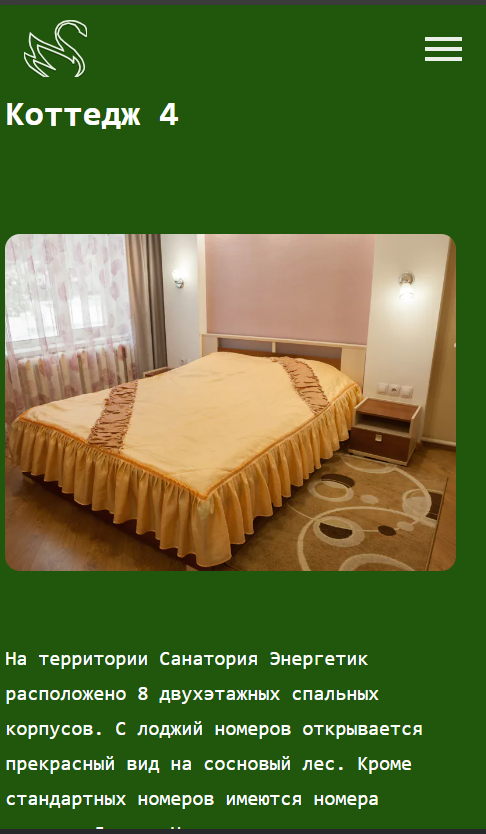 Коттедж 4
На территории Санатория Энергетик
расположено 8 двухэтажных спальных
корпусов. С лоджий номеров открывается
прекрасный вид на сосновый лес. Кроме
стандартных номеров имеются номера